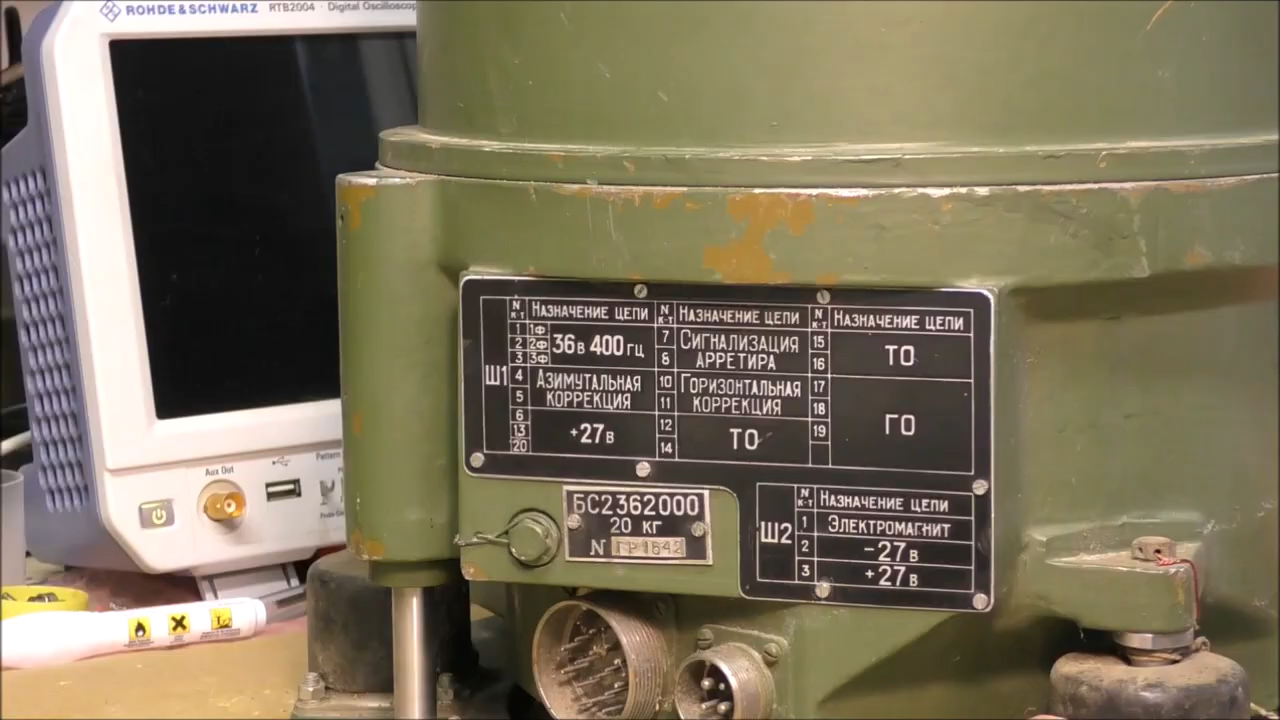 ROHDE&SCHWARZ RTB2004 · Digital Oscilloscop
Aux Out
Pattern
N к-т НАЗНАЧЕНИЕ ЦЕПИ N к-т НАЗНАЧЕНИЕ ЦЕПИ N к-т НАЗНАЧЕНИЕ ЦЕПИ
Ш1
1 1Ф 36В 400ГЦ
2 2Ф
3 3Ф
4 АЗИМУТАЛЬНАЯ
5 КОРРЕКЦИЯ
6
13 +27В
20
7 СИГНАЛИЗАЦИЯ
8 АРРЕТИРА
10 ГОРИЗОНТАЛЬНАЯ
11 КОРРЕКЦИЯ
12 ТО
14
15 ТО
16
17
18 ГО
19
БС2362000
20 КГ
N ГР1642
Ш2
N к-т НАЗНАЧЕНИЕ ЦЕПИ
1 ЭЛЕКТРОМАГНИТ
2 -27В
3 +27В